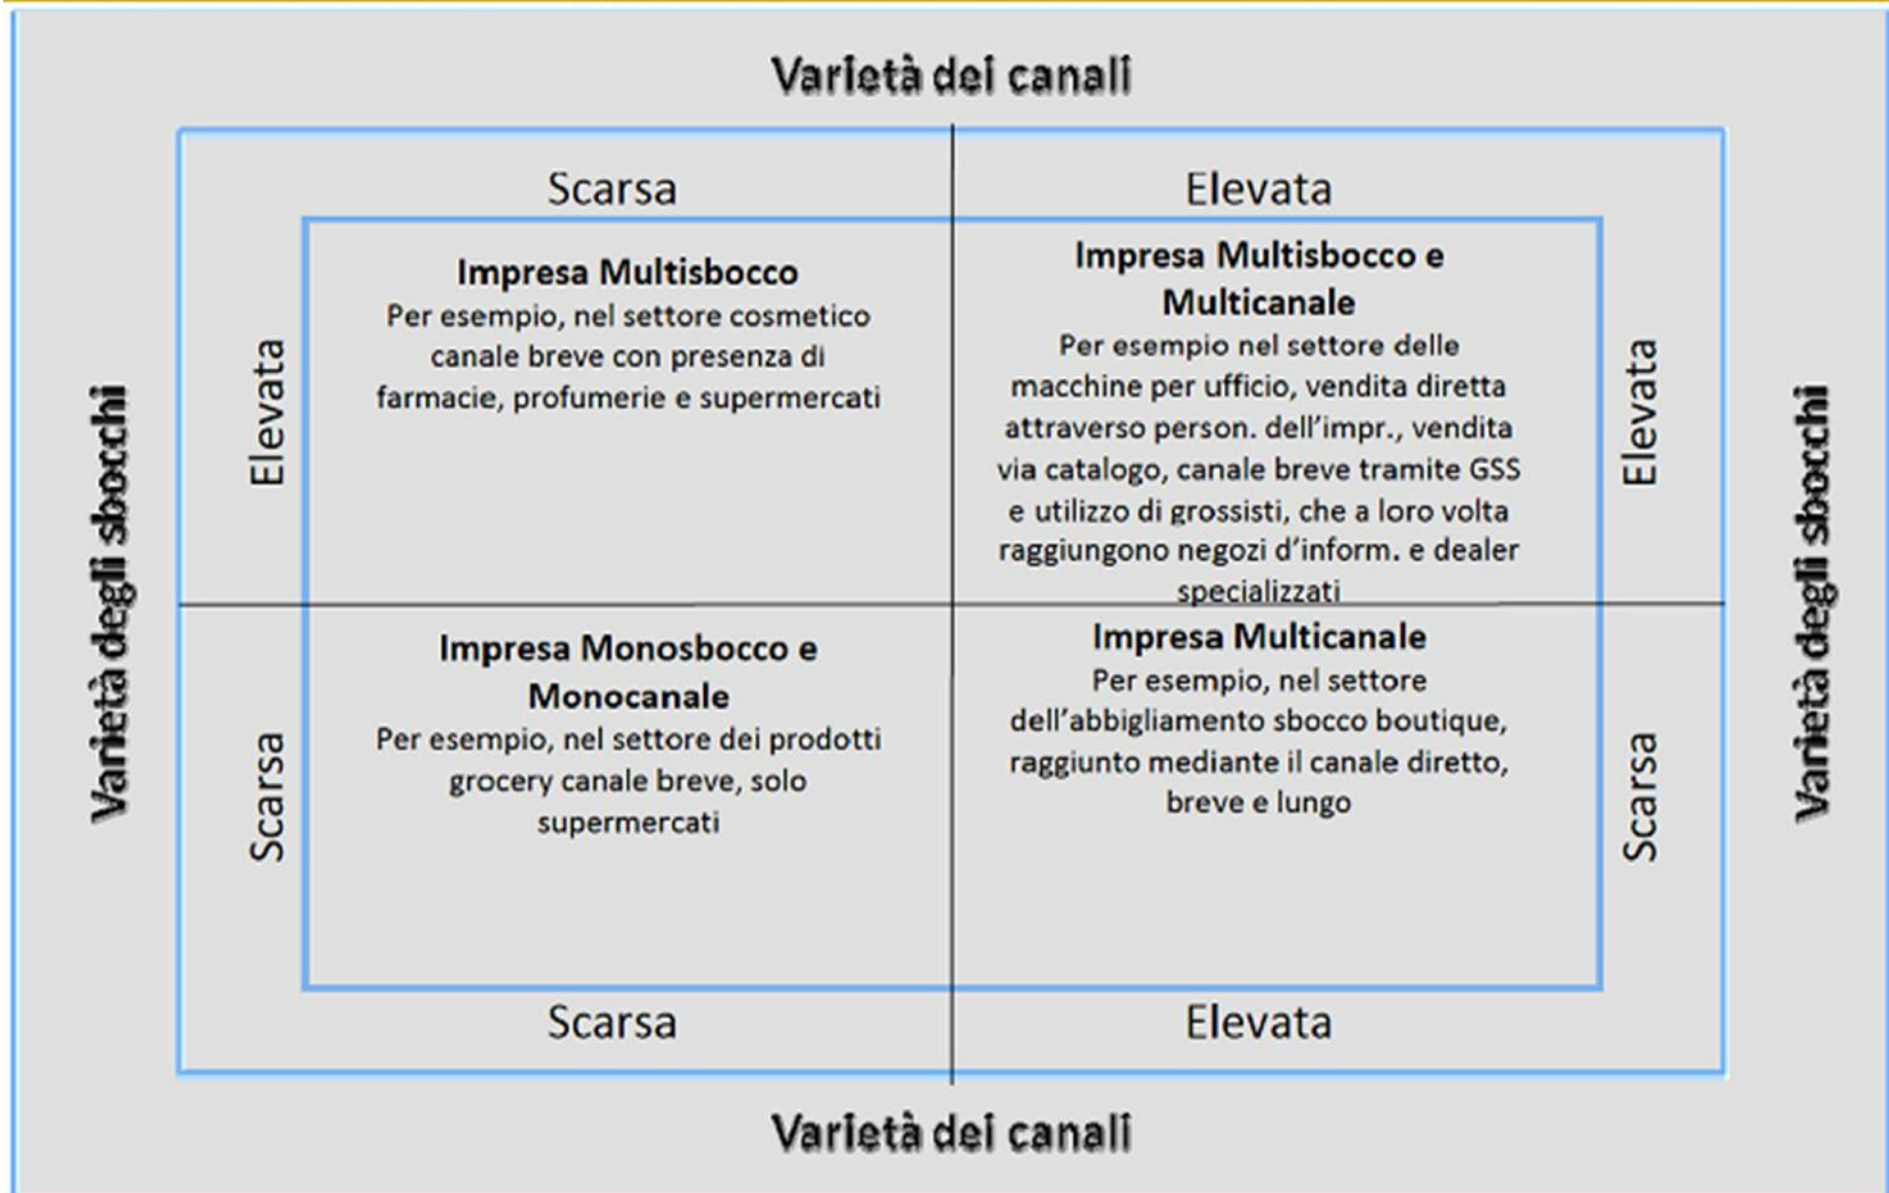 Varietà dei canali
Scarsa
Elevata
Varietà degli sbocchi
Elevata
Impresa Multisbocco
Per esempio, nel settore cosmetico
canale breve con presenza di
farmacie, profumerie e supermercati
Impresa Multisbocco e
Multicanale
Per esempio nel settore delle
macchine per ufficio, vendita diretta
attraverso person. dell’impr., vendita
via catalogo, canale breve tramite GSS
e utilizzo di grossisti, che a loro volta
raggiungono negozi d’inform. e dealer
specializzati
Elevata
Varietà degli sbocchi
Scarsa
Impresa Monosbocco e
Monocanale
Per esempio, nel settore dei prodotti
grocery canale breve, solo
supermercati
Impresa Multicanale
Per esempio, nel settore
dell’abbigliamento sbocco boutique,
raggiunto mediante il canale diretto,
breve e lungo
Scarsa
Scarsa
Elevata
Varietà dei canali